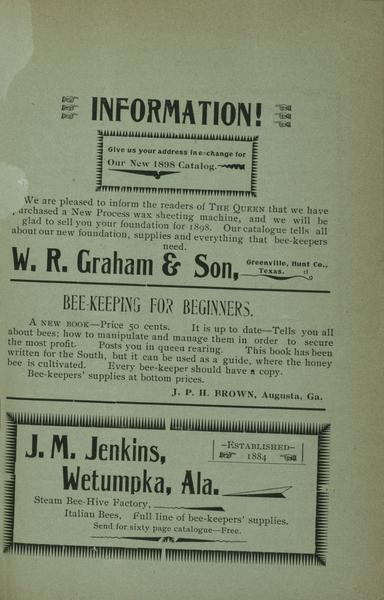 INFORMATION!
Give us your address in exchange for
Our New 1898 Catalog.
We are pleased to inform the readers of THE QUEEN that we have
urchased a New Process wax sheeting machine, and we will be
glad to sell you your foundation for 1898. Our catalogue tells all
about our new foundation, supplies and everything that bee-keepers
need.
W. R. Graham & Son, Greenville, Hunt Co.,
Texas.
BEE-KEEPING FOR BEGINNERS.
A NEW BOOK—Price 50 cents. It is up to date—Tells you all
about bees; how to manipulate and manage them in order to secure
the most profit. Posts you in queen rearing. This book has been
written for the South, but it can be used as a guide, where the honey
bee is cultivated. Every bee-keeper should have a copy.
Bee-keepers' supplies at bottom prices.
J. P. H. BROWN, Augusta, Ga.
J. M. Jenkins,
Wetumpka, Ala.
—ESTABLISHED—
1884
Steam Bee-Hive Factory,
Italian Bees, Full line of bee-keepers' supplies.
Send for sixty page catalogue—Free.